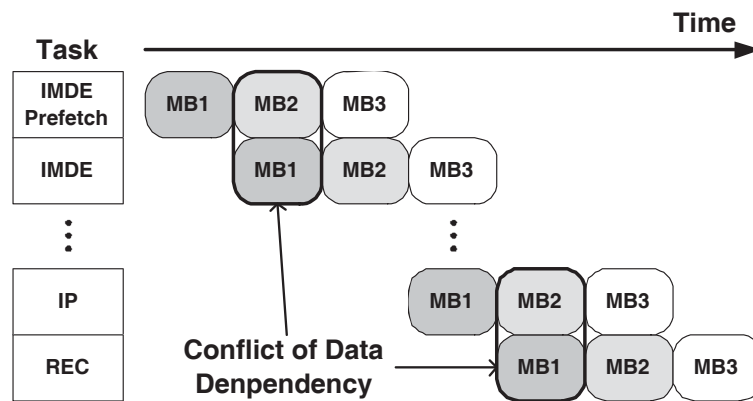 Time
Task
IMDE
Prefetch
MB1 MB2 MB3
IMDE
MB1 MB2 MB3
IP
MB1 MB2 MB3
REC
MB1 MB2 MB3
Conflict of Data
Denpendency